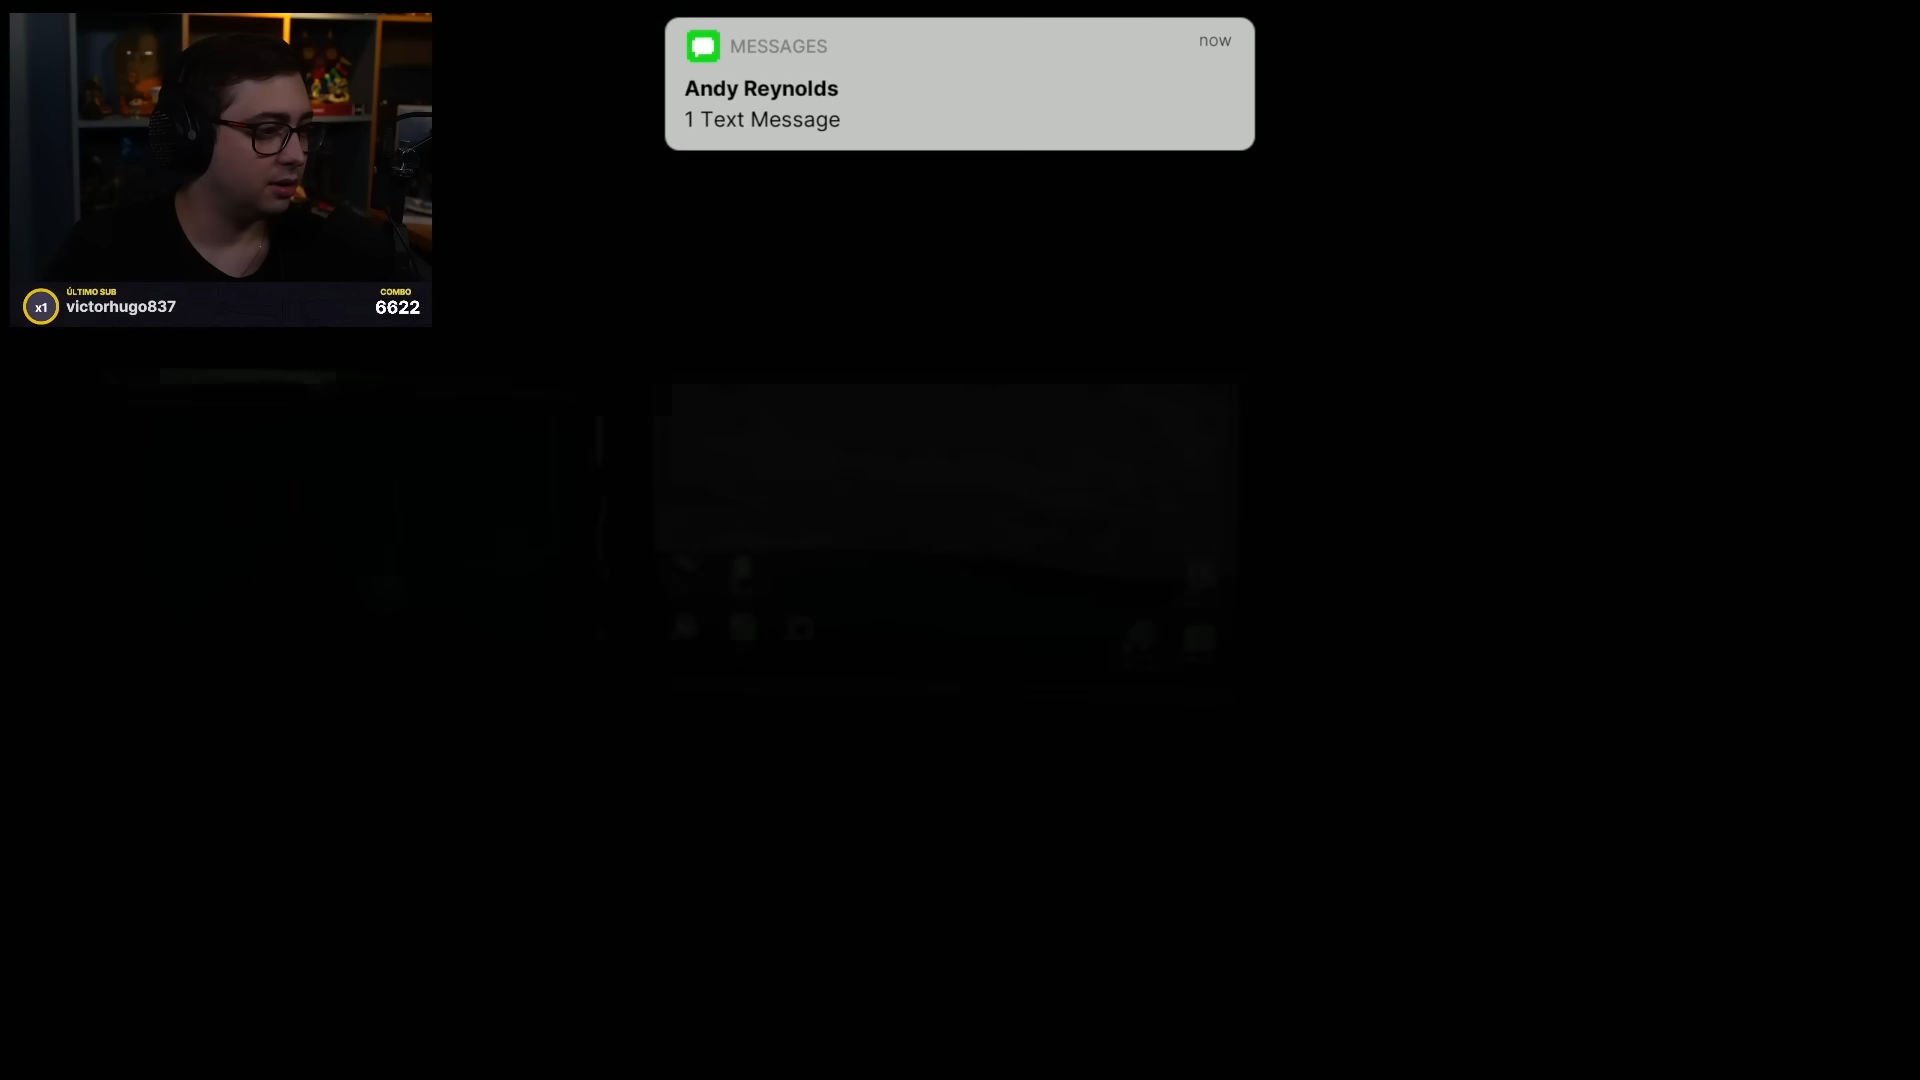 MESSAGES
now
Andy Reynolds
1 Text Message
x1
ÚLTIMO SUB
victorhugo837
COMBO
6622